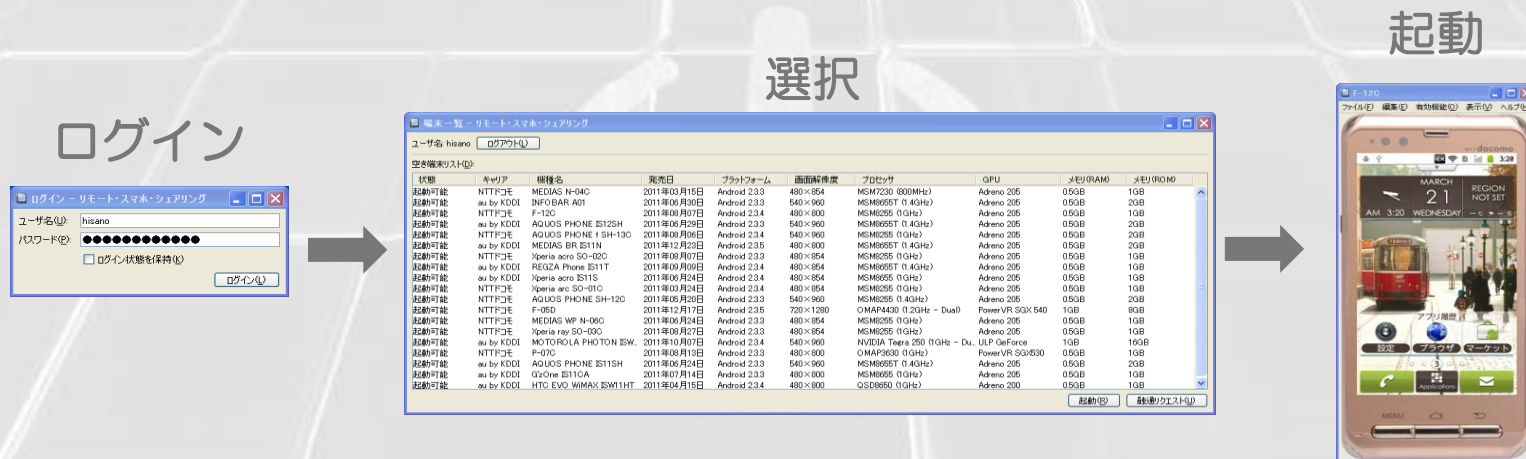 ログイン
ログイン - リモート・スマホ・シェアリング
ユーザ名(U): hisano
パスワード(P): ●●●●●●●●●●●●
ログイン状態を保持(K)
ログイン(L)
選択
端末一覧 - リモート・スマホ・シェアリング
ユーザ名: hisano ログアウト(L)
空き端末リスト(D):
状態 キャリア 機種名 発売日 プラットフォーム 画面解像度 プロセッサ GPU メモリ(RAM) メモリ(ROM)
起動可能 NTTドコモ MEDIAS N-04C 2011年03月15日 Android 2.3.3 480×854 MSM7230 (800MHz) Adreno 205 0.5GB 1GB
起動可能 au by KDDI INFOBAR A01 2011年06月30日 Android 2.3.3 540×960 MSM8655T (1.4GHz) Adreno 205 0.5GB 2GB
起動可能 NTTドコモ F-12C 2011年08月07日 Android 2.3.4 480×800 MSM8255 (1GHz) Adreno 205 0.5GB 1GB
起動可能 au by KDDI AQUOS PHONE IS12SH 2011年06月29日 Android 2.3.3 540×960 MSM8655T (1.4GHz) Adreno 205 0.5GB 2GB
起動可能 NTTドコモ AQUOS PHONE f SH-13C 2011年08月06日 Android 2.3.4 540×960 MSM8255 (1GHz) Adreno 205 0.5GB 2GB
起動可能 au by KDDI MEDIAS BR IS11N 2011年12月23日 Android 2.3.5 480×800 MSM8655T (1.4GHz) Adreno 205 0.5GB 2GB
起動可能 NTTドコモ Xperia acro SO-02C 2011年08月07日 Android 2.3.3 480×854 MSM8255 (1GHz) Adreno 205 0.5GB 1GB
起動可能 au by KDDI REGZA Phone IS11T 2011年09月09日 Android 2.3.4 480×854 MSM8655T (1.4GHz) Adreno 205 0.5GB 1GB
起動可能 au by KDDI Xperia acro IS11S 2011年06月24日 Android 2.3.3 480×854 MSM8655 (1GHz) Adreno 205 0.5GB 1GB
起動可能 NTTドコモ Xperia arc SO-01C 2011年03月24日 Android 2.3.4 480×854 MSM8255 (1GHz) Adreno 205 0.5GB 1GB
起動可能 NTTドコモ AQUOS PHONE SH-12C 2011年05月20日 Android 2.3.3 540×960 MSM8255 (1.4GHz) Adreno 205 0.5GB 2GB
起動可能 NTTドコモ F-05D 2011年12月17日 Android 2.3.5 720×1280 OMAP4430 (1.2GHz - Dual) PowerVR SGX 540 1GB 8GB
起動可能 NTTドコモ MEDIAS WP N-06C 2011年06月24日 Android 2.3.3 480×854 MSM8255 (1GHz) Adreno 205 0.5GB 1GB
起動可能 NTTドコモ Xperia ray SO-03C 2011年08月27日 Android 2.3.3 480×854 MSM8255 (1GHz) Adreno 205 0.5GB 1GB
起動可能 au by KDDI MOTOROLA PHOTON ISW... 2011年10月07日 Android 2.3.4 540×960 NVIDIA Tegra 250 (1GHz - Du... ULP GeForce 1GB 16GB
起動可能 NTTドコモ P-07C 2011年08月13日 Android 2.3.3 480×800 OMAP3630 (1GHz) PowerVR SGX530 0.5GB 1GB
起動可能 au by KDDI AQUOS PHONE IS11SH 2011年06月24日 Android 2.3.3 540×960 MSM8655T (1.4GHz) Adreno 205 0.5GB 2GB
起動可能 au by KDDI G'zOne IS11CA 2011年07月14日 Android 2.3.3 480×800 MSM8655 (1GHz) Adreno 205 0.5GB 1GB
起動可能 au by KDDI HTC EVO WiMAX ISW11HT 2011年04月15日 Android 2.3.4 480×800 QSD8650 (1GHz) Adreno 200 0.5GB 1GB
起動(R) 融通リクエスト(U)
起動
F-12C
ファイル(F) 編集(E) 有効機能(O) 表示(V) ヘルプ(H)
docomo
3:20
MARCH
21
AM 3:20 WEDNESDAY
REGION
NOT SET
アプリ履歴
設定 ブラウザ マーケット
3
Applications
MENU